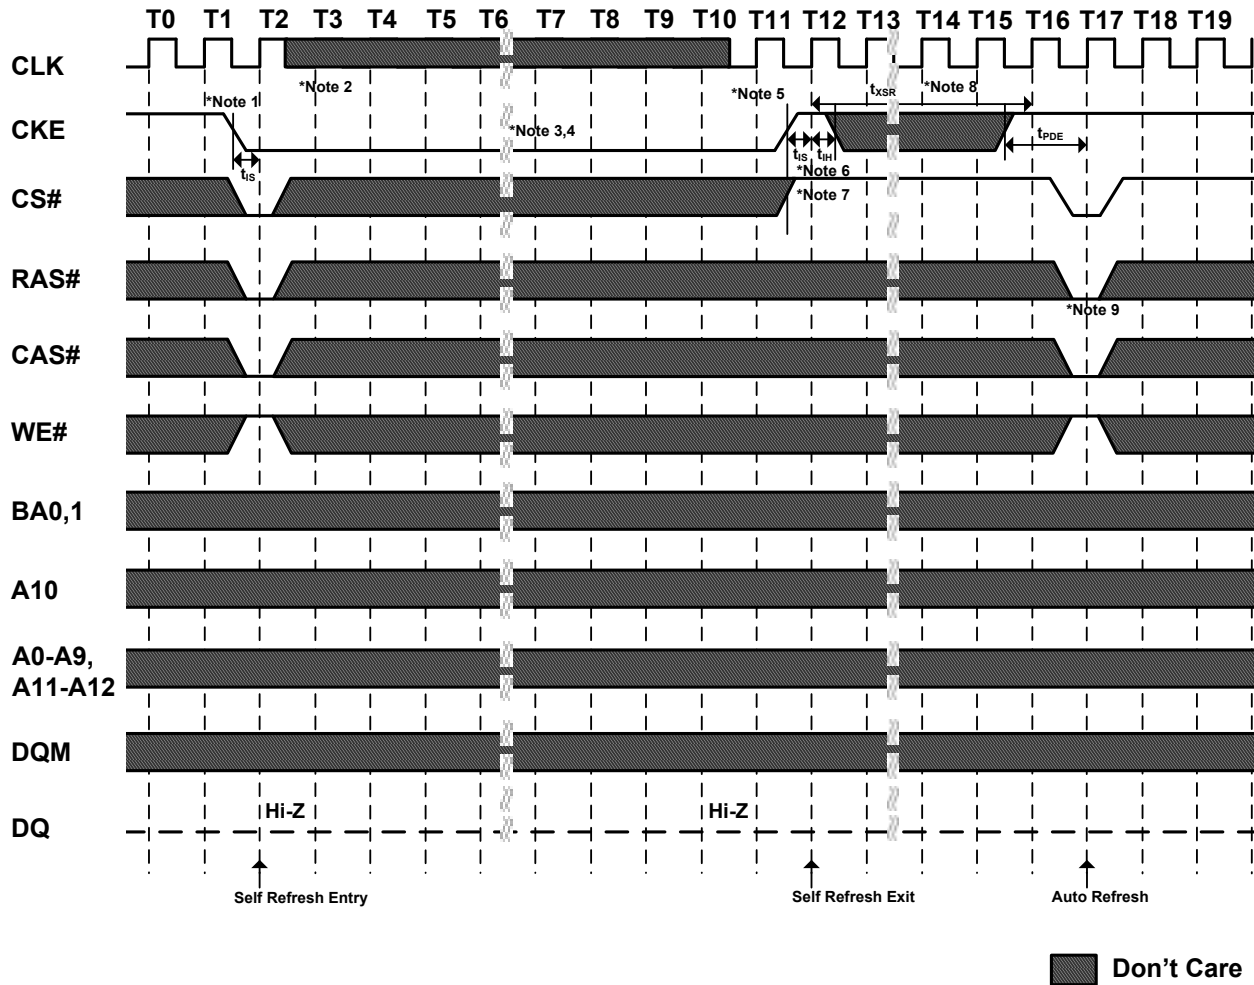 T0 T1 T2 T3 T4 T5 T6 T7 T8 T9 T10 T11 T12 T13 T14 T15 T16 T17 T18 T19
CLK
*Note 2
*Note 5
tXSR
*Note 8
*Note 1
CKE
*Note 3,4
tPDE
tIS
tIS
tIH
*Note 6
CS#
*Note 7
RAS#
*Note 9
CAS#
WE#
BA0,1
A10
A0-A9,
A11-A12
DQM
Hi-Z
Hi-Z
DQ
Self Refresh Entry
Self Refresh Exit
Auto Refresh
Don't Care